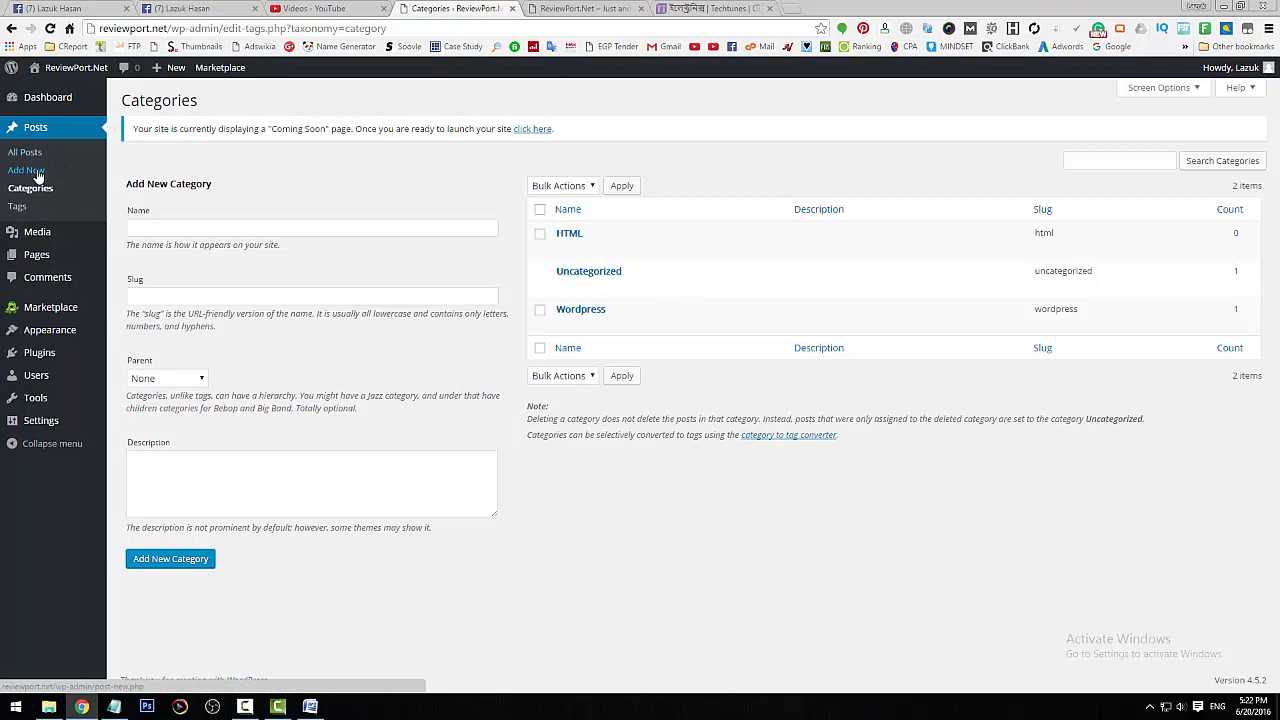 Lazuk Hasan
Lazuk Hasan
Videos - YouTube
Categories ‹ ReviewPort.N
ReviewPort.Net – Just an
ইলেক্ট্রনিক্স | Techtunes | টে
reviewport.net/wp-admin/edit-tags.php?taxonomy=category
Apps CReport FTP Thumbnails Adswikia Name Generator Soovle Case Study EGP Tender Gmail Mail Ranking CPA MINDSET ClickBank Adwords Google » Other bookmarks
ReviewPort.Net 0 + New Marketplace Howdy, Lazuk
Dashboard
Posts
All Posts
Add New
Categories
Tags
Media
Pages
Comments
Marketplace
Appearance
Plugins
Users
Tools
Settings
Collapse menu
Categories
Screen Options Help
Your site is currently displaying a "Coming Soon" page. Once you are ready to launch your site click here.
Search Categories
Add New Category
Name
The name is how it appears on your site.
Slug
The "slug" is the URL-friendly version of the name. It is usually all lowercase and contains only letters,
numbers, and hyphens.
Parent
None
Categories, unlike tags, can have a hierarchy. You might have a Jazz category, and under that have
children categories for Bebop and Big Band. Totally optional.
Description
The description is not prominent by default; however, some themes may show it.
Add New Category
Bulk Actions Apply 2 items
Name Description Slug Count
HTML html 0
Uncategorized uncategorized 1
Wordpress wordpress 1
Name Description Slug Count
Bulk Actions Apply 2 items
Note:
Deleting a category does not delete the posts in that category. Instead, posts that were only assigned to the deleted category are set to the category Uncategorized.
Categories can be selectively converted to tags using the category to tag converter.
Activate Windows
Go to Settings to activate Windows.
Thank you for creating with WordPress.
Version 4.5.2
reviewport.net/wp-admin/post-new.php
ENG
5:22 PM
6/20/2016